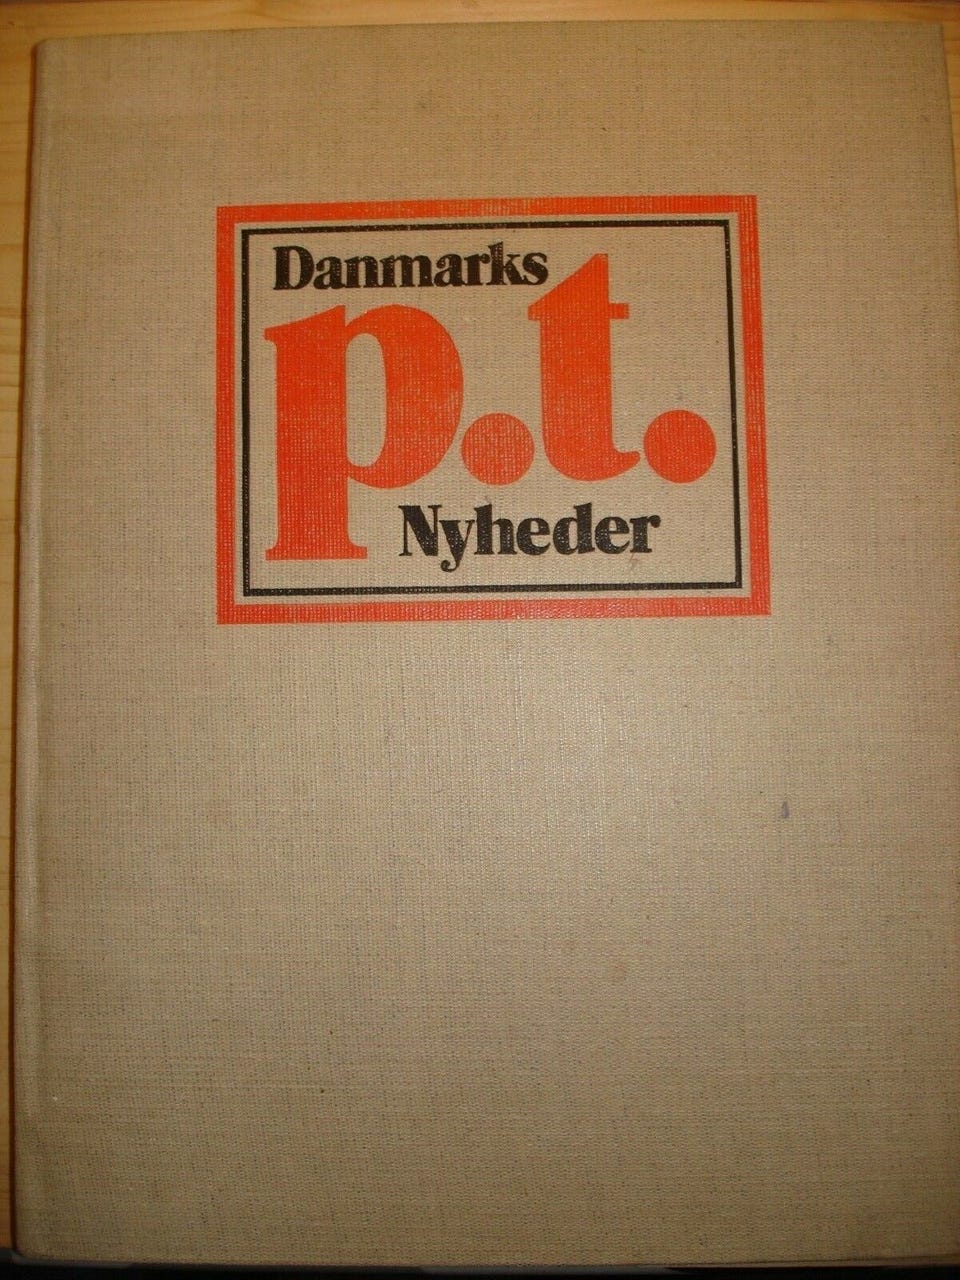 Danmarks
p.t.
Nyheder